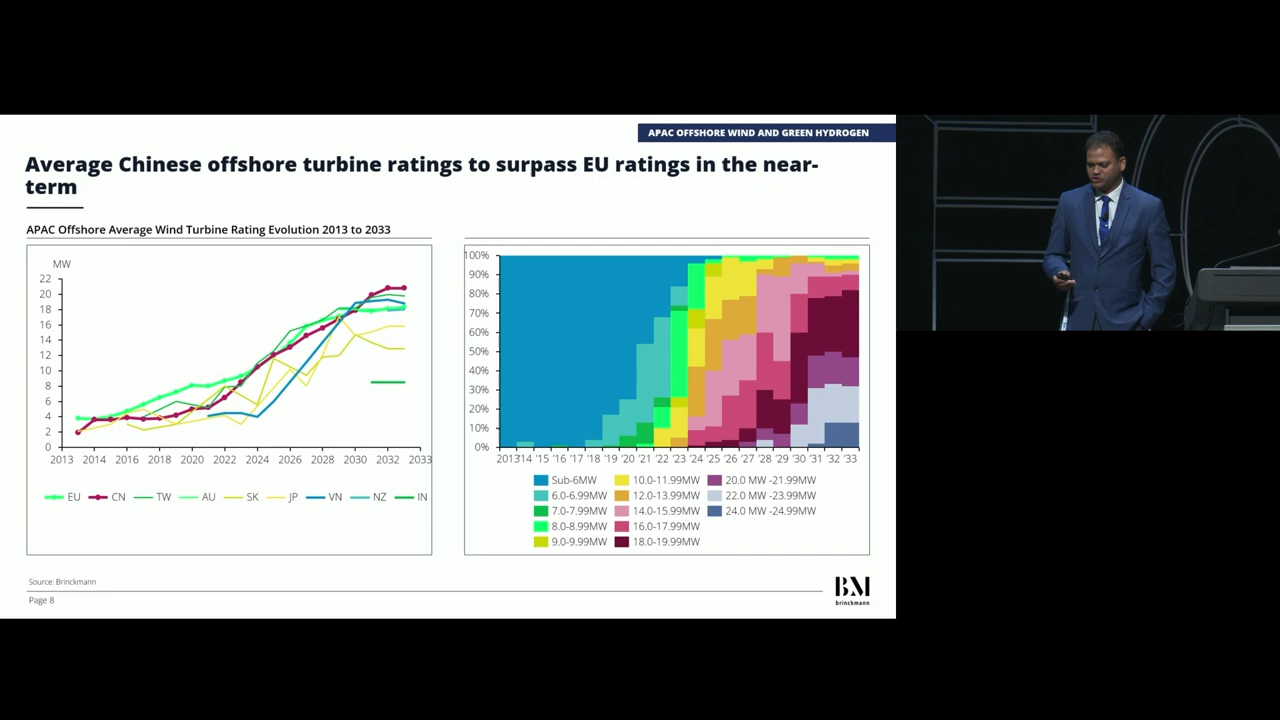 APAC OFFSHORE WIND AND GREEN HYDROGEN
Average Chinese offshore turbine ratings to surpass EU ratings in the near-
term
APAC Offshore Average Wind Turbine Rating Evolution 2013 to 2033
MW
22
20
18
16
14
12
10
8
6
4
2
0
2013 2014 2016 2018 2020 2022 2024 2026 2028 2030 2032 2033
EU CN TW AU SK JP VN NZ IN
100%
90%
80%
70%
60%
50%
40%
30%
20%
10%
0%
2013 '14 '15 '16 '17 '18 '19 '20 '21 '22 '23 '24 '25 '26 '27 '28 '29 '30 '31 '32 '33
Sub-6MW 10.0-11.99MW 20.0 MW -21.99MW
6.0-6.99MW 12.0-13.99MW 22.0 MW -23.99MW
7.0-7.99MW 14.0-15.99MW 24.0 MW -24.99MW
8.0-8.99MW 16.0-17.99MW
9.0-9.99MW 18.0-19.99MW
Source: Brinckmann
Page 8
BM
brinckmann